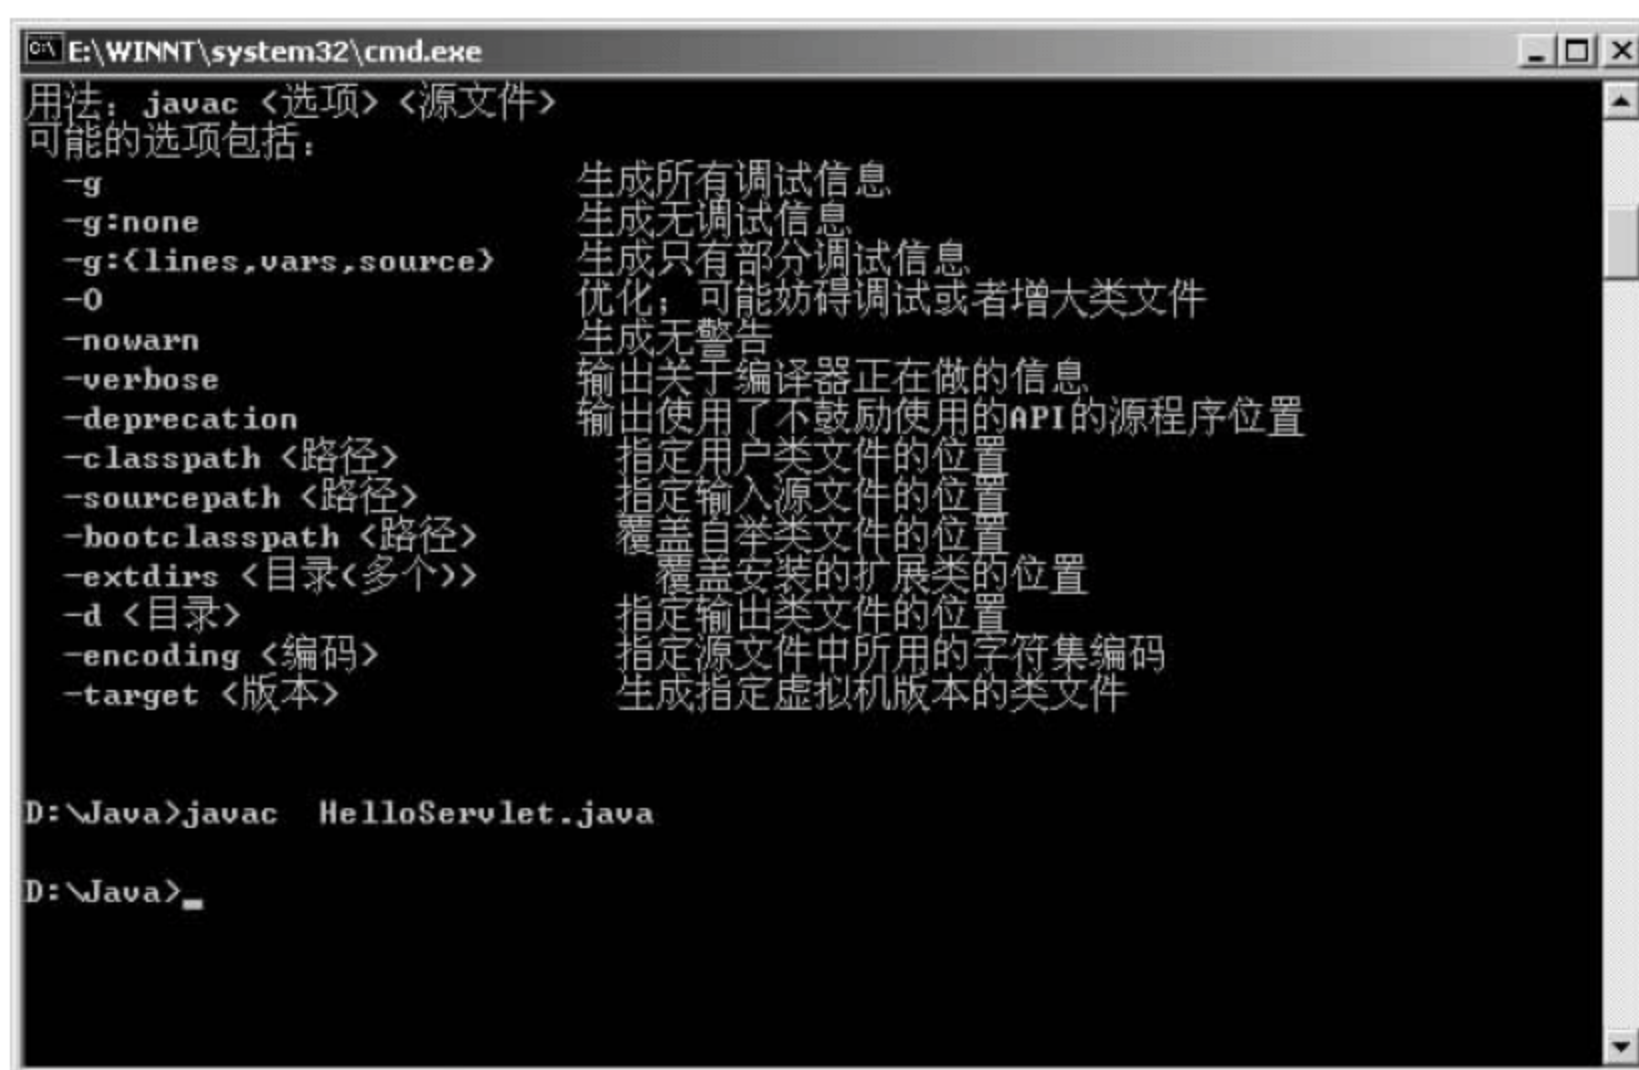 E:\WINNT\system32\cmd.exe
用法：javac <选项> <源文件>
可能的选项包括：
-g 生成所有调试信息
-g:none 生成无调试信息
-g:{lines,vars,source} 生成只有部分调试信息
-O 优化；可能妨碍调试或者增大类文件
-nowarn 生成无警告
-verbose 输出关于编译器正在做的信息
-deprecation 输出使用了不鼓励使用的API的源程序位置
-classpath <路径> 指定用户类文件的位置
-sourcepath <路径> 指定输入源文件的位置
-bootclasspath <路径> 覆盖自举类文件的位置
-extdirs <目录(多个)> 覆盖安装的扩展类的位置
-d <目录> 指定输出类文件的位置
-encoding <编码> 指定源文件中所用的字符集编码
-target <版本> 生成指定虚拟机版本的类文件
D:\Java>javac  HelloServlet.java
D:\Java>_